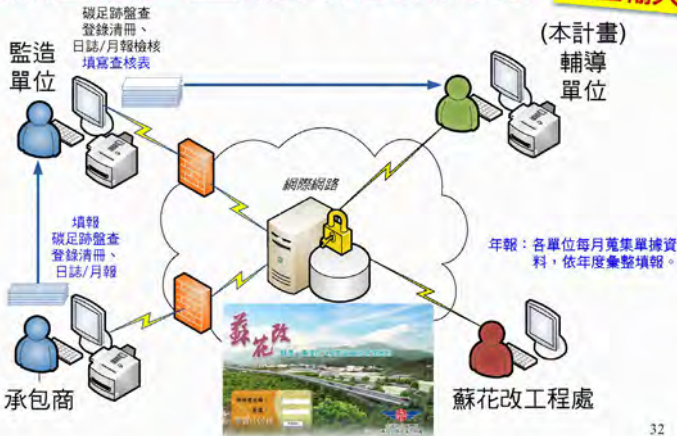 碳足跡盤查
登錄清冊、
日誌/月報檢核
填寫查核表
監造
單位
(本計畫)
輔導
單位
網際網路
填報
碳足跡盤查
登錄清冊、
日誌/月報
年報：各單位每月蒐集單據資
料，依年度彙整填報。
蘇花改
承包商
蘇花改工程處
32